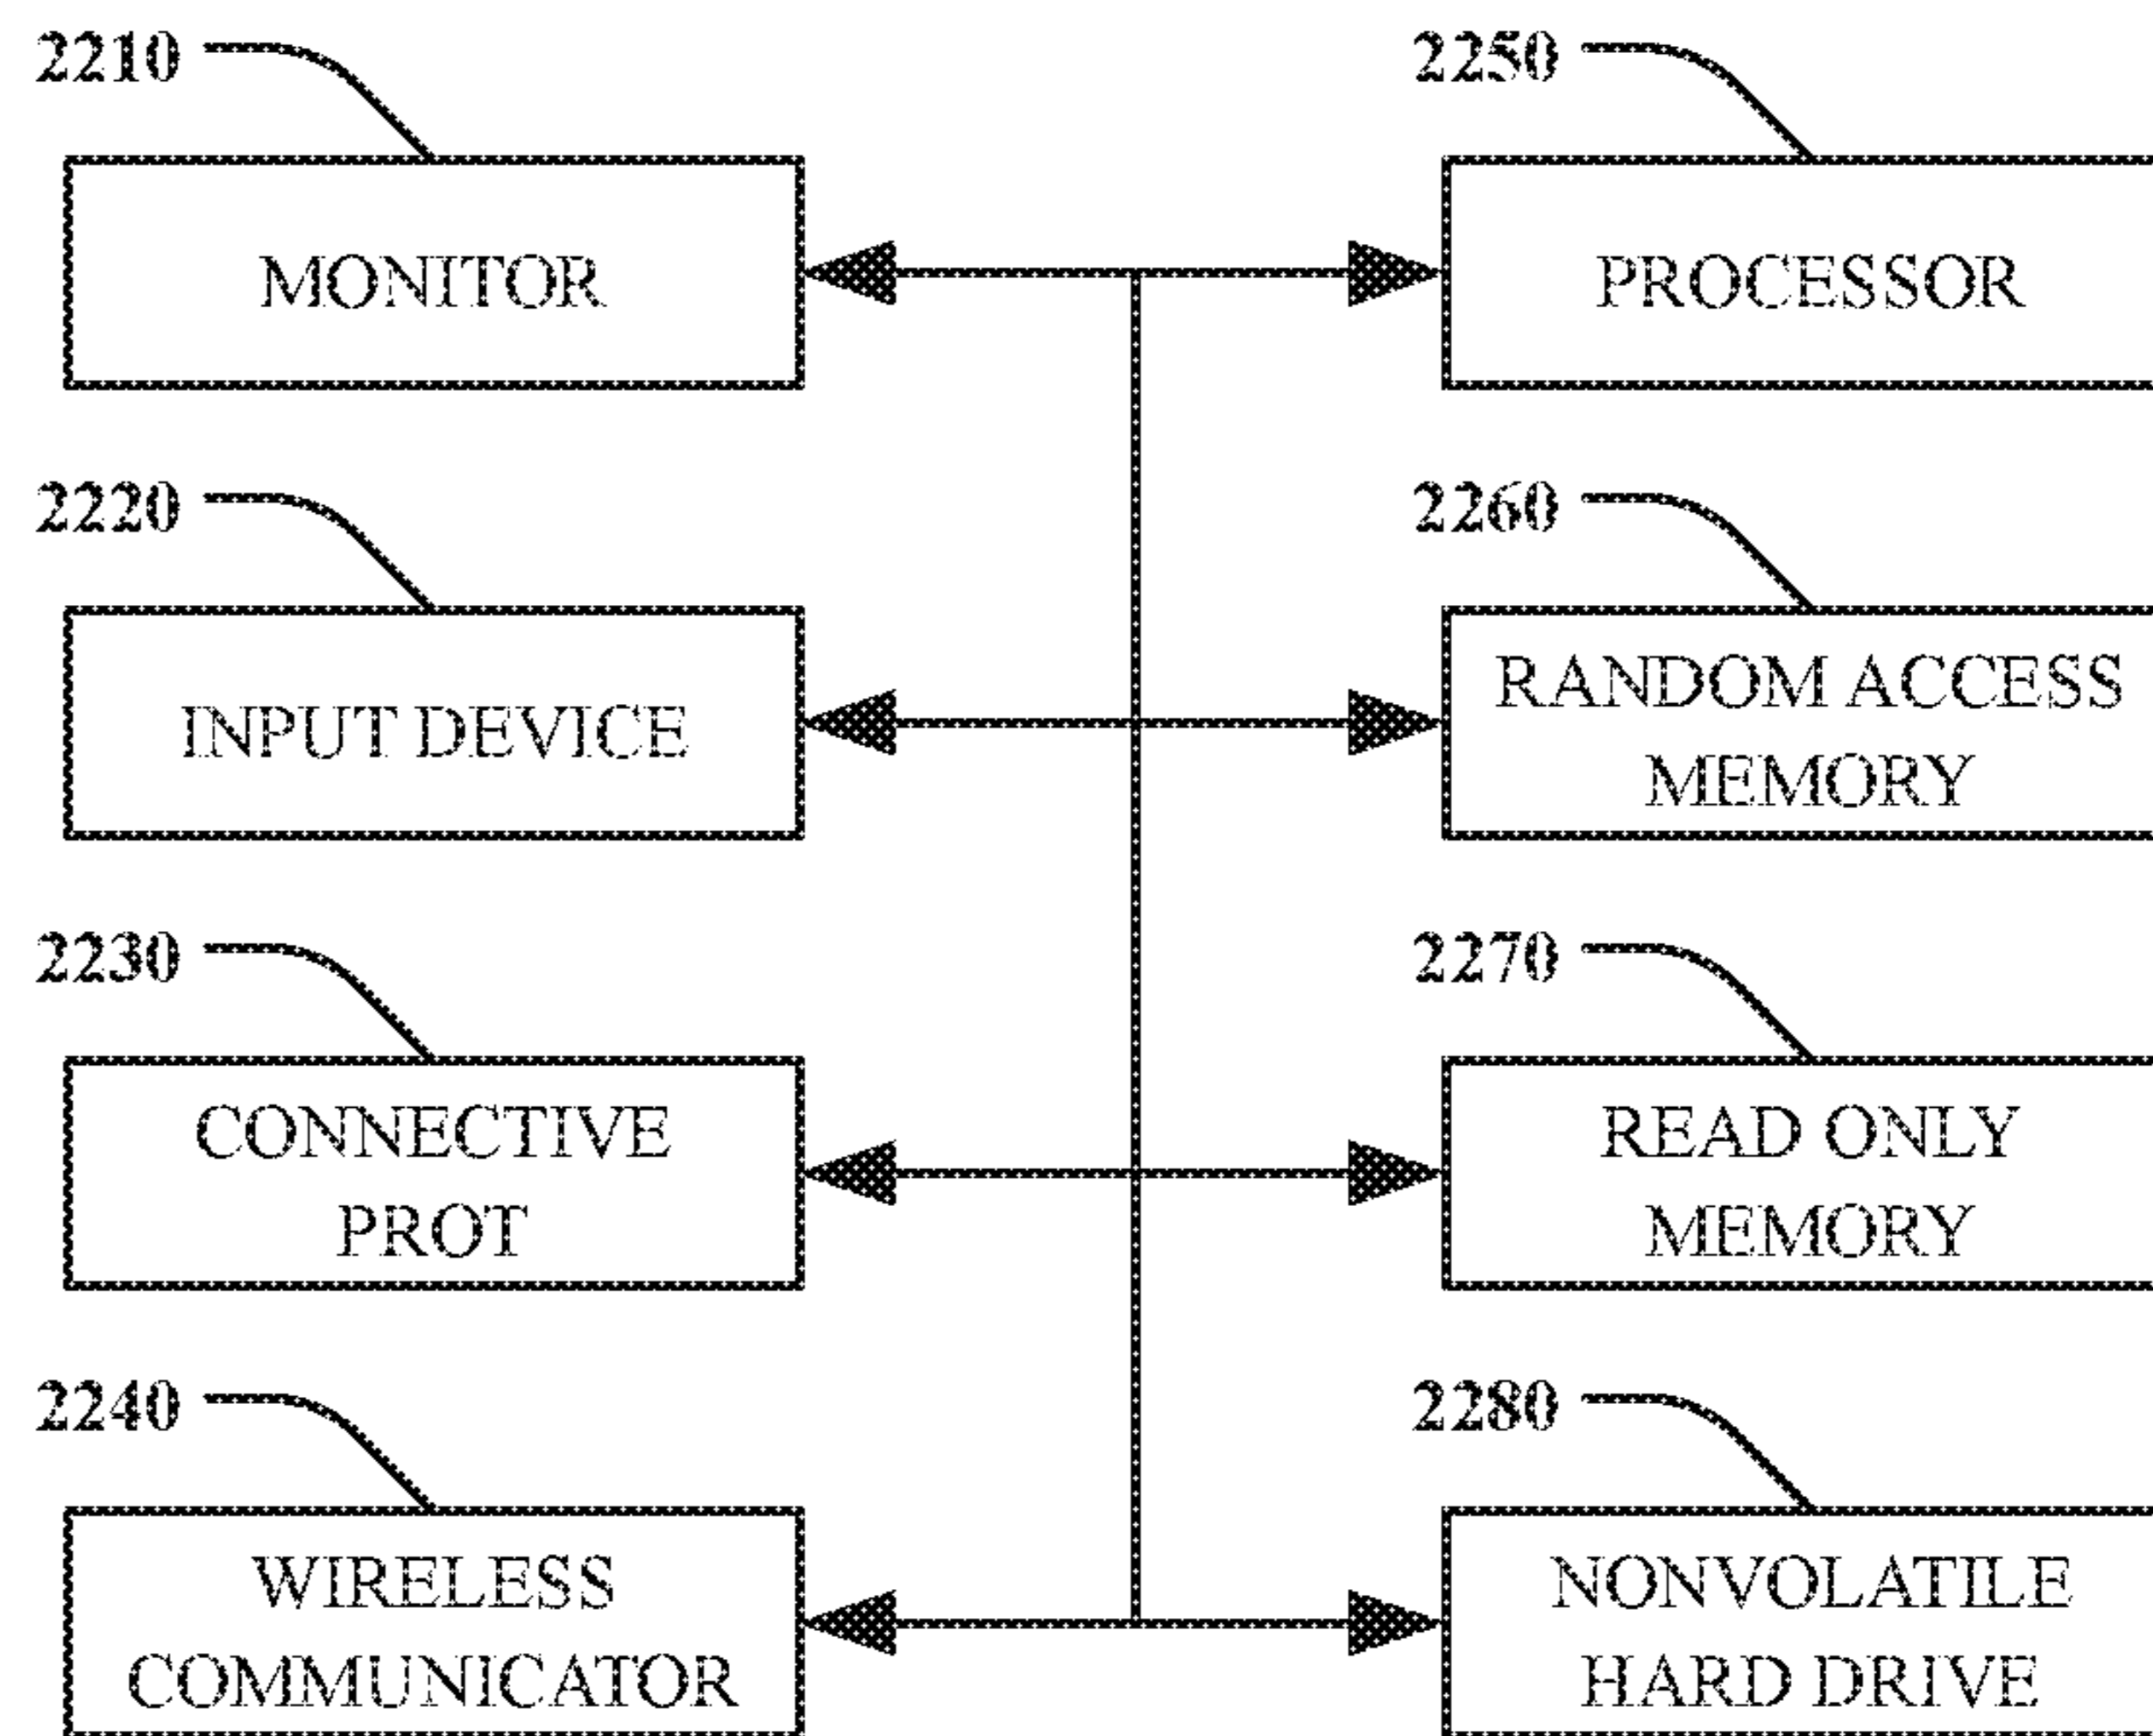 2210
MONITOR
2220
INPUT DEVICE
2230
CONNECTIVE
PROT
2240
WIRELESS
COMMUNICATOR
2250
PROCESSOR
2260
RANDOM ACCESS
MEMORY
2270
READ ONLY
MEMORY
2280
NONVOLATILE
HARD DRIVE